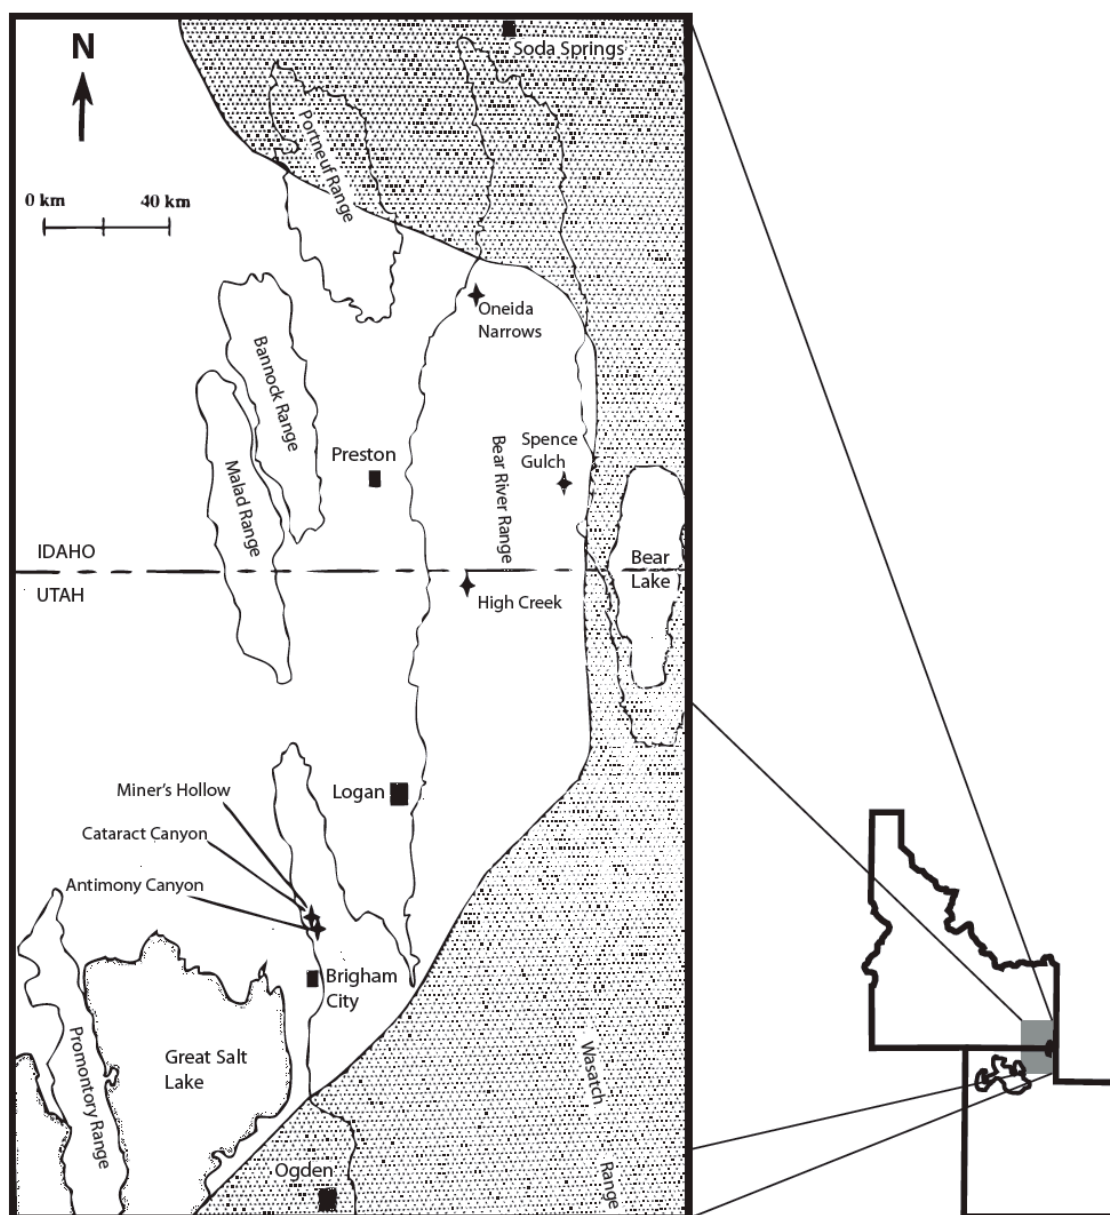 N
Soda Springs
Portneuf Range
0 km
40 km
Oneida
Narrows
Bannock Range
Malad Range
Preston
Bear River Range
Spence
Gulch
IDAHO
UTAH
Bear
Lake
High Creek
Miner's Hollow
Logan
Cataract Canyon
Antimony Canyon
Brigham
City
Great Salt
Lake
Promontory Range
Wasatch
Range
Ogden